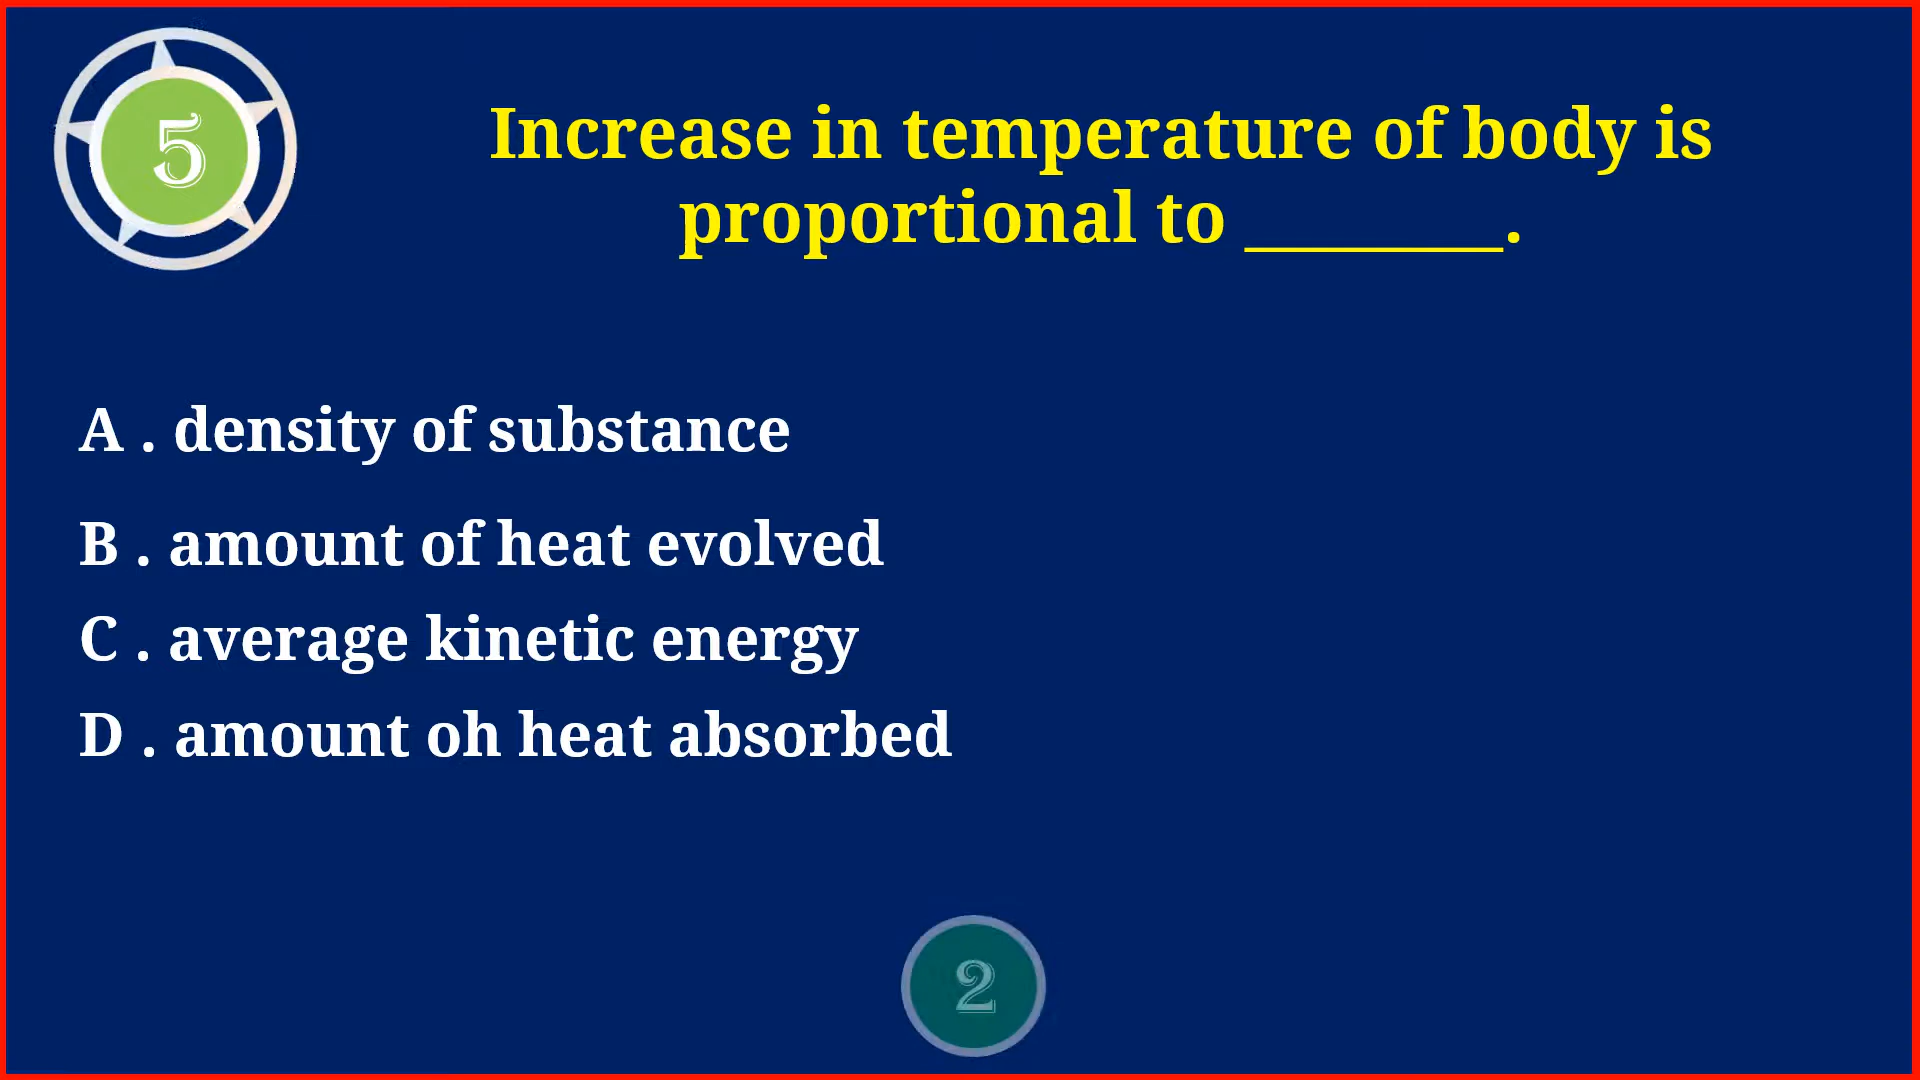 5
Increase in temperature of body is
proportional to ________.
A . density of substance
B . amount of heat evolved
C . average kinetic energy
D . amount oh heat absorbed
2